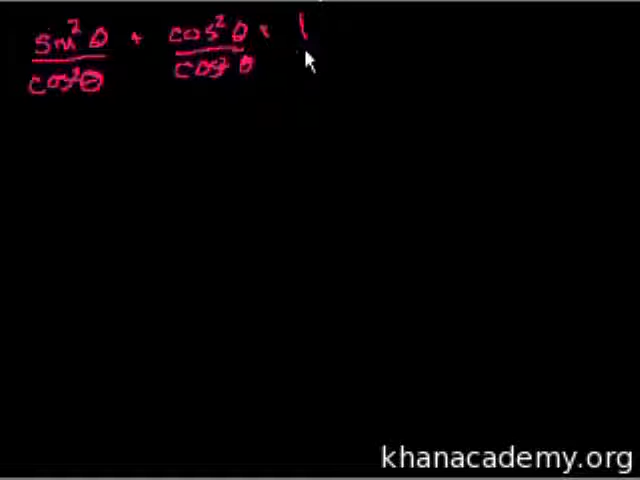 sin²θ/cos²θ + cos²θ/cos²θ = 1
khanacademy.org